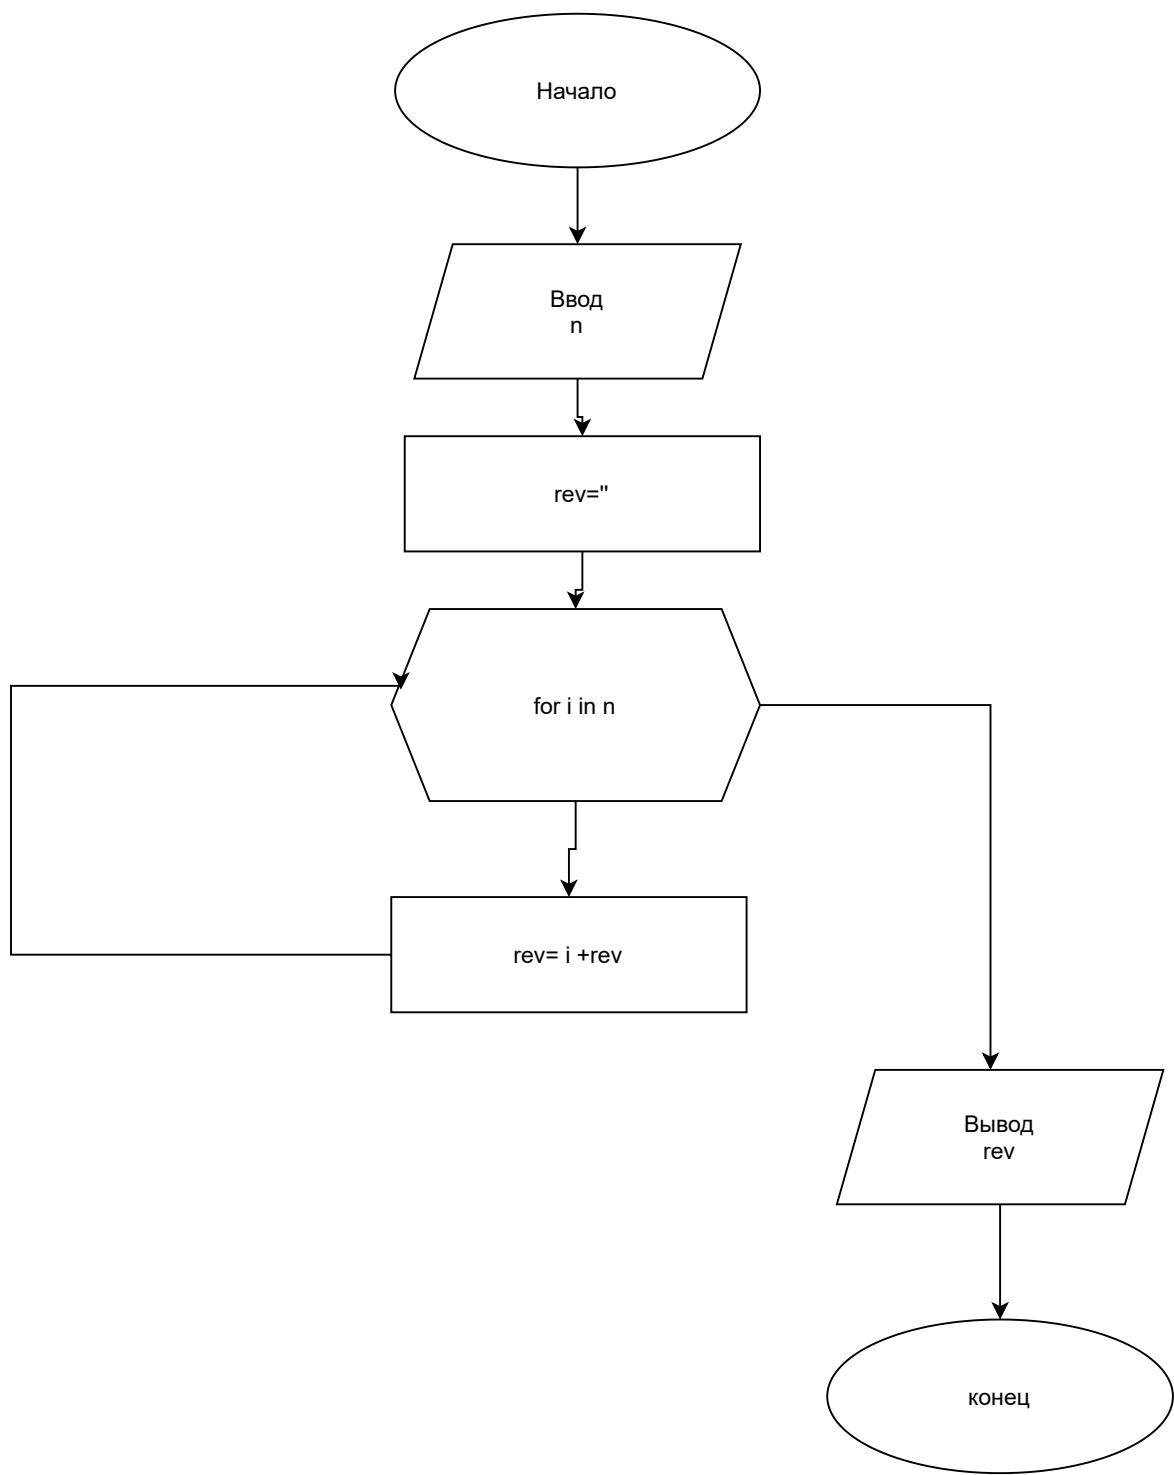 Начало
Ввод
n
rev=''
for i in n
rev= i +rev
Вывод
rev
конец